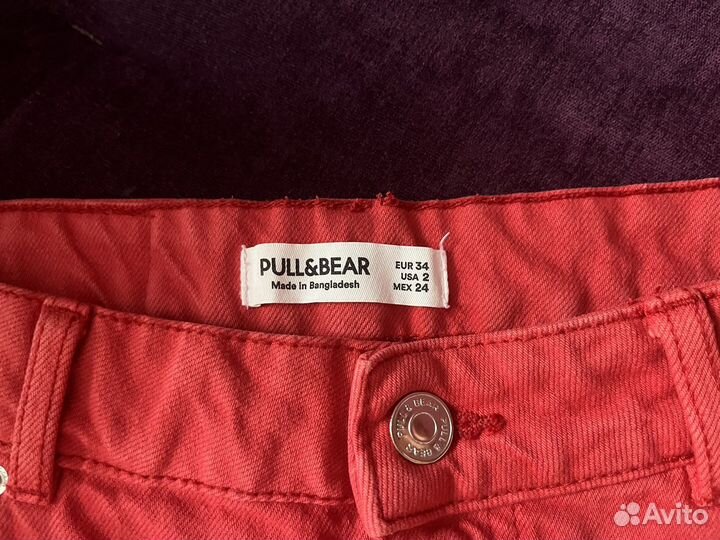 PULL&BEAR
Made in Bangladesh
EUR 34
USA 2
MEX 24
PULL & BEAR PULL & BEAR
Avito